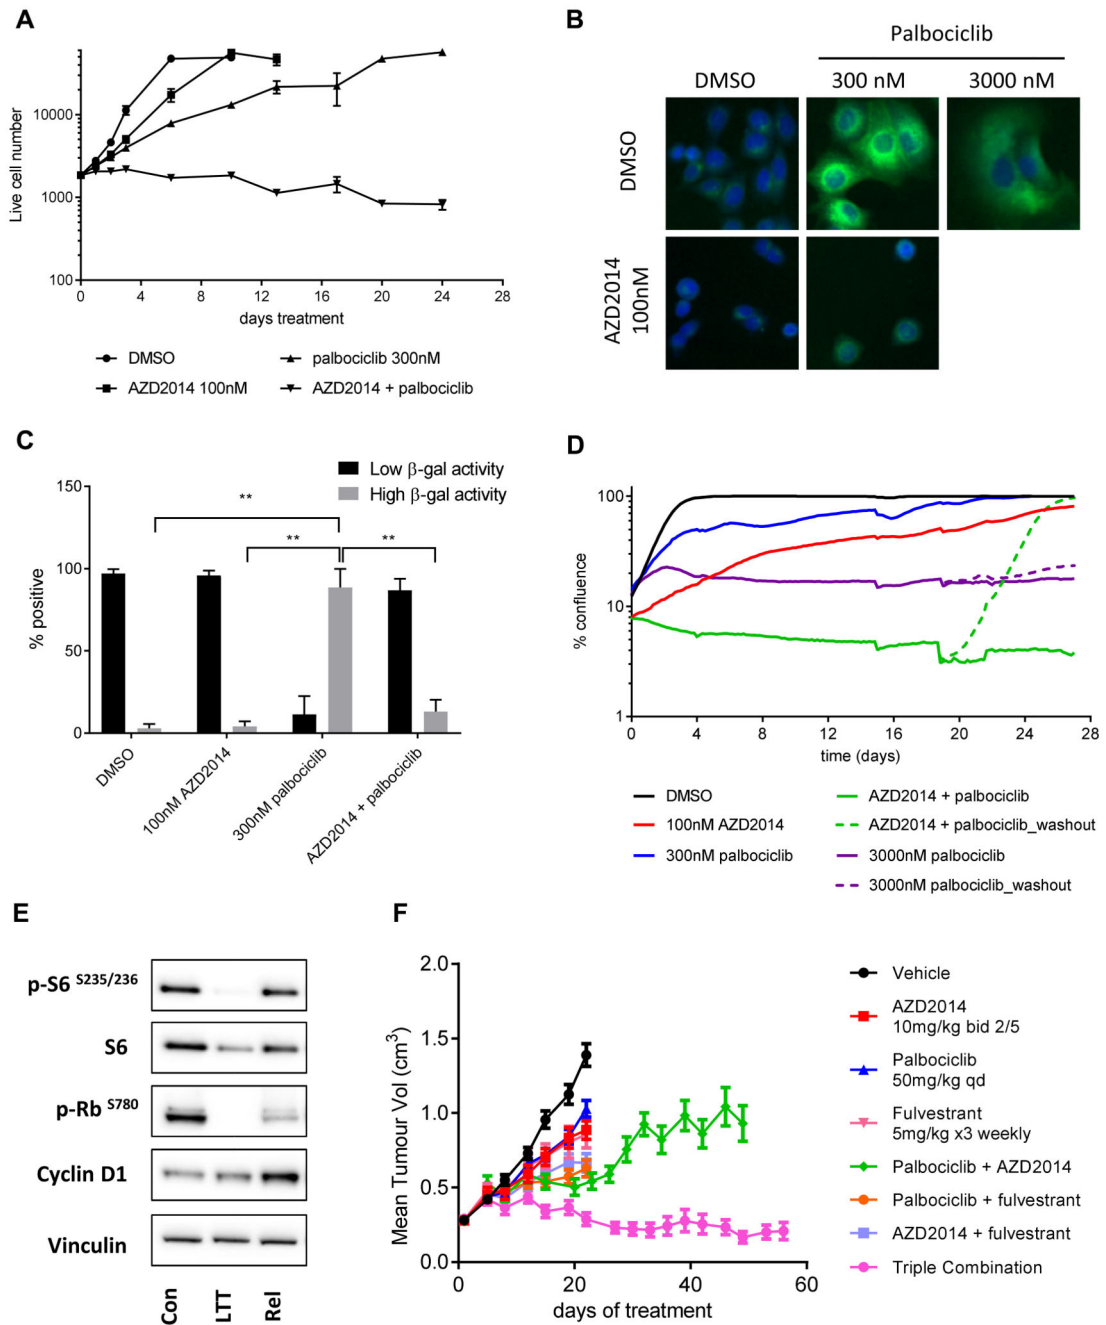 A
Live cell number
10000
1000
100
0 4 8 12 16 20 24 28
days treatment
DMSO
palbociclib 300nM
AZD2014 100nM
AZD2014 + palbociclib
B
Palbociclib
DMSO
300 nM
3000 nM
DMSO
AZD2014
100nM
C
Low β-gal activity
High β-gal activity
150
100
50
0
% positive
**
**
**
DMSO
100nM AZD2014
300nM palbociclib
AZD2014 + palbociclib
D
100
10
1
% confluence
0 4 8 12 16 20 24 28
time (days)
DMSO
AZD2014 + palbociclib
100nM AZD2014
AZD2014 + palbociclib_washout
300nM palbociclib
3000nM palbociclib
3000nM palbociclib_washout
E
p-S6 S235/236
S6
p-Rb S780
Cyclin D1
Vinculin
Con
LTT
Rel
F
2.0
1.5
1.0
0.5
0.0
Mean Tumour Vol (cm³)
0 20 40 60
days of treatment
Vehicle
AZD2014
10mg/kg bid 2/5
Palbociclib
50mg/kg qd
Fulvestrant
5mg/kg x3 weekly
Palbociclib + AZD2014
Palbociclib + fulvestrant
AZD2014 + fulvestrant
Triple Combination